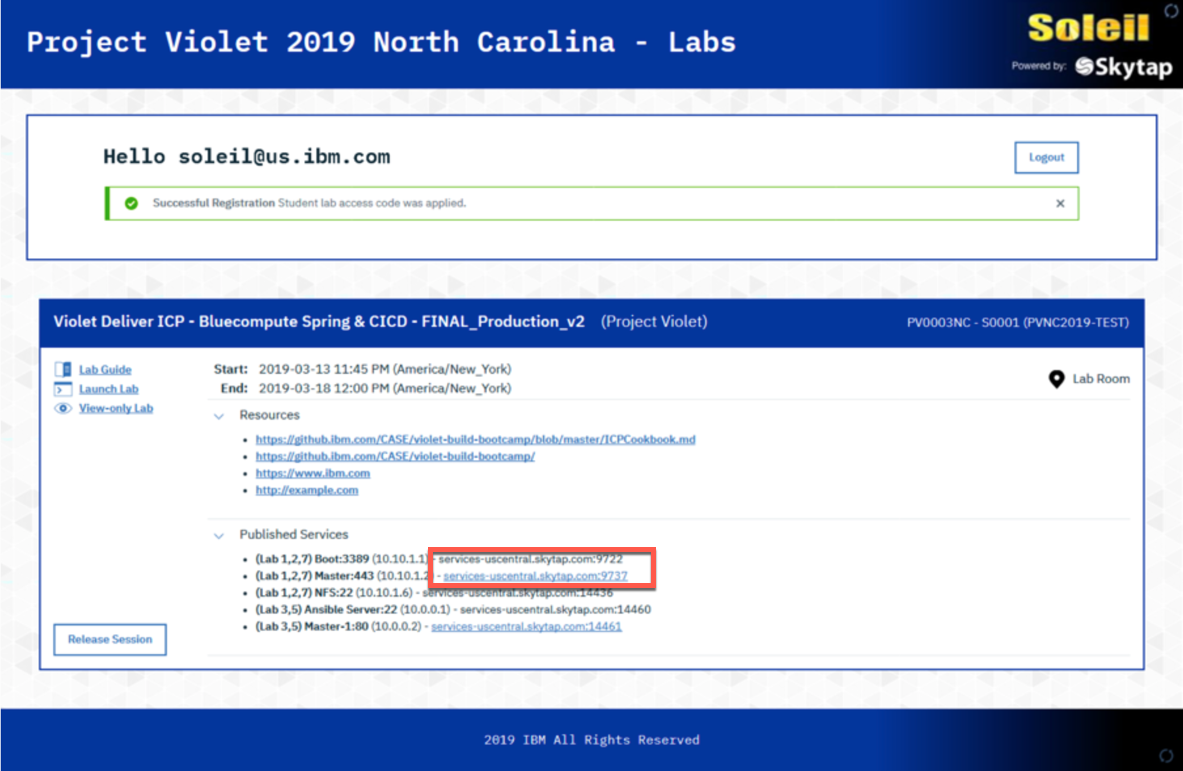 Project Violet 2019 North Carolina - Labs
Soleil
Powered by: Skytap
Hello soleil@us.ibm.com
Logout
Successful Registration Student lab access code was applied.
Violet Deliver ICP - Bluecompute Spring & CICD - FINAL_Production_v2 (Project Violet)
PV0003NC - S0001 (PVNC2019-TEST)
Lab Guide
Launch Lab
View-only Lab
Start: 2019-03-13 11:45 PM (America/New_York)
End: 2019-03-18 12:00 PM (America/New_York)
Lab Room
Resources
https://github.ibm.com/CASE/violet-build-bootcamp/blob/master/ICPCookbook.md
https://github.ibm.com/CASE/violet-build-bootcamp/
https://www.ibm.com
http://example.com
Published Services
(Lab 1,2,7) Boot:3389 (10.10.1.1) - services-uscentral.skytap.com:9722
(Lab 1,2,7) Master:443 (10.10.1.2) - services-uscentral.skytap.com:9737
(Lab 1,2,7) NFS:22 (10.10.1.6) - services-uscentral.skytap.com:14436
(Lab 3,5) Ansible Server:22 (10.0.0.1) - services-uscentral.skytap.com:14460
(Lab 3,5) Master-1:80 (10.0.0.2) - services-uscentral.skytap.com:14461
Release Session
2019 IBM All Rights Reserved